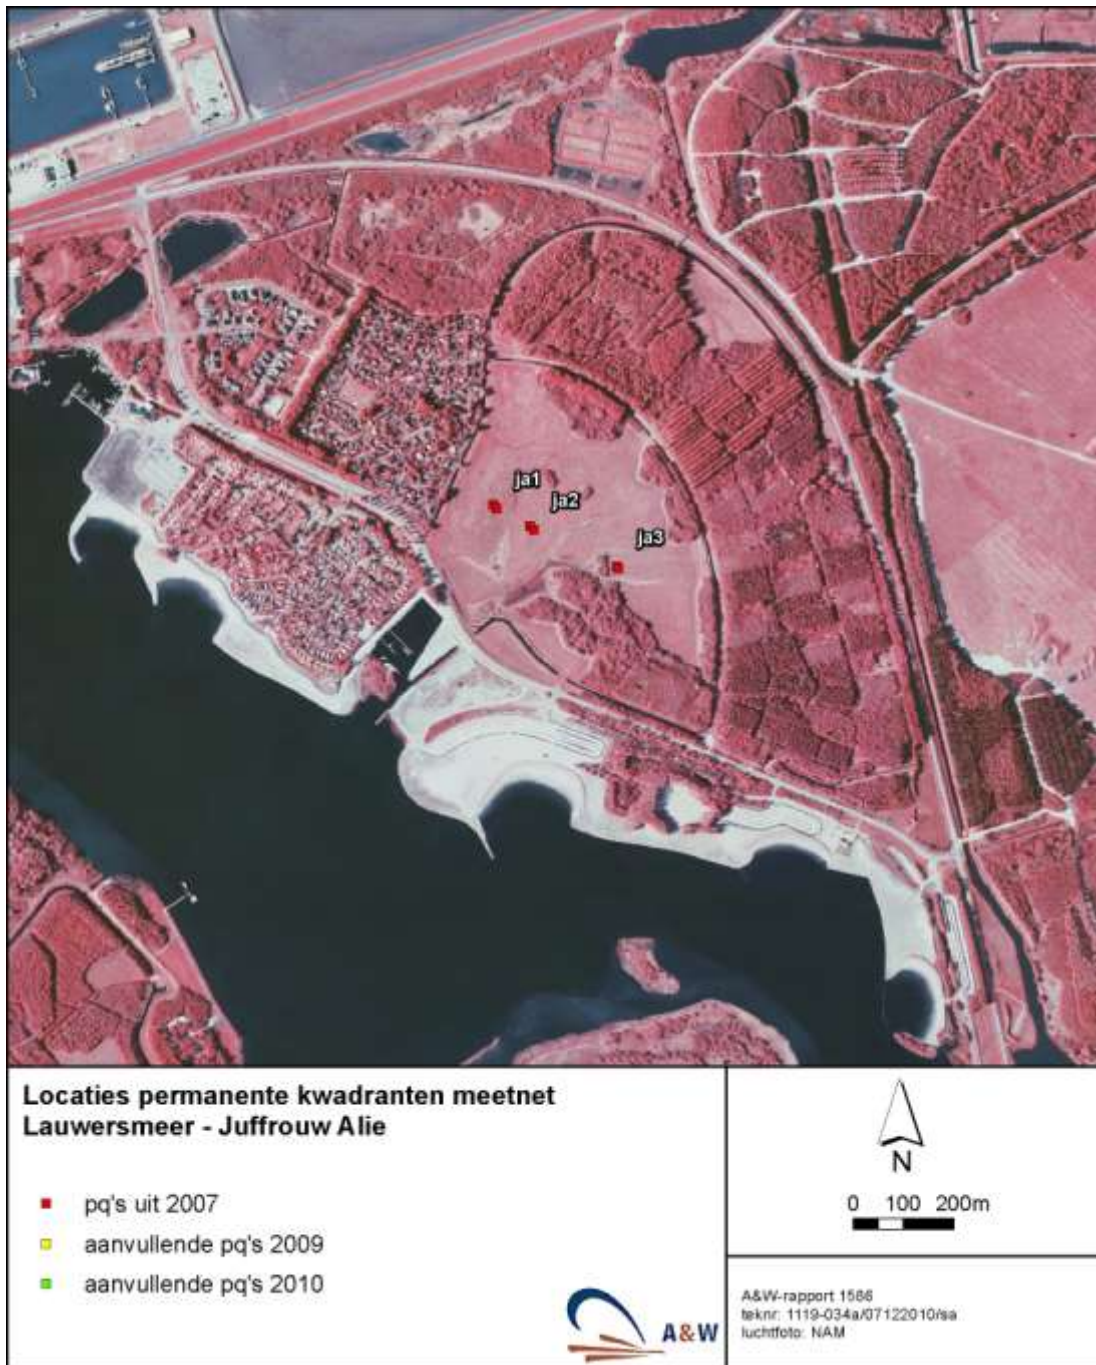 ja1
ja2
ja3
Locaties permanente kwadranten meetnet
Lauwersmeer - Juffrouw Alie
pq's uit 2007
aanvullende pq's 2009
aanvullende pq's 2010
A&W
N
0 100 200m
A&W-rapport 1586
teknr: 1119-034a/07122010/sa
luchtfoto: NAM